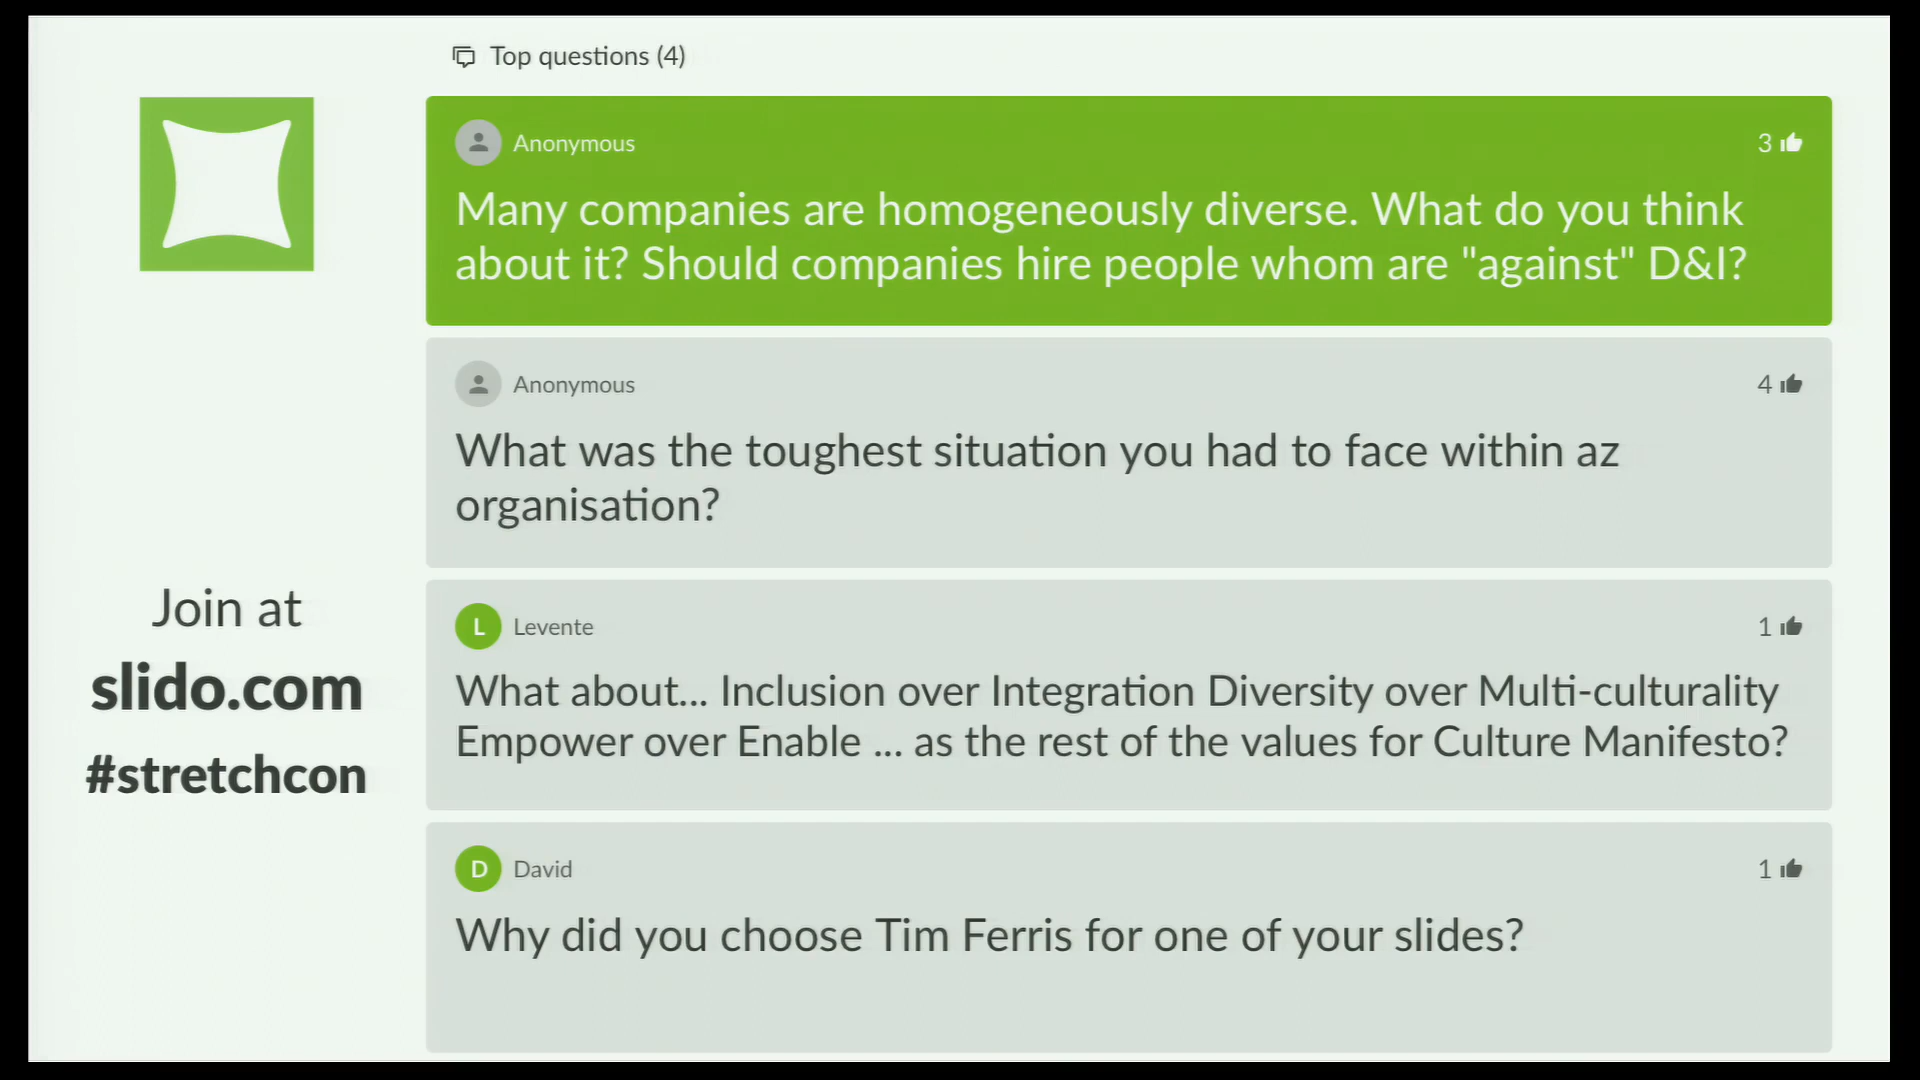 Top questions (4)
Anonymous
3
Many companies are homogeneously diverse. What do you think
about it? Should companies hire people whom are "against" D&I?
Anonymous
4
What was the toughest situation you had to face within az
organisation?
L Levente
1
What about... Inclusion over Integration Diversity over Multi-culturality
Empower over Enable ... as the rest of the values for Culture Manifesto?
D David
1
Why did you choose Tim Ferris for one of your slides?
Join at
slido.com
#stretchcon